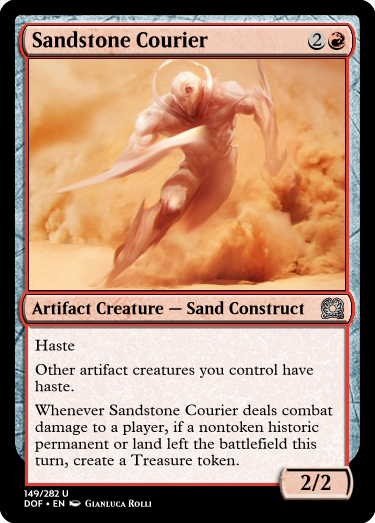 Sandstone Courier 2
Artifact Creature — Sand Construct
Haste
Other artifact creatures you control have
haste.
Whenever Sandstone Courier deals combat
damage to a player, if a nontoken historic
permanent or land left the battlefield this
turn, create a Treasure token.
2/2
149/282 U
DOF • EN Gianluca Rolli